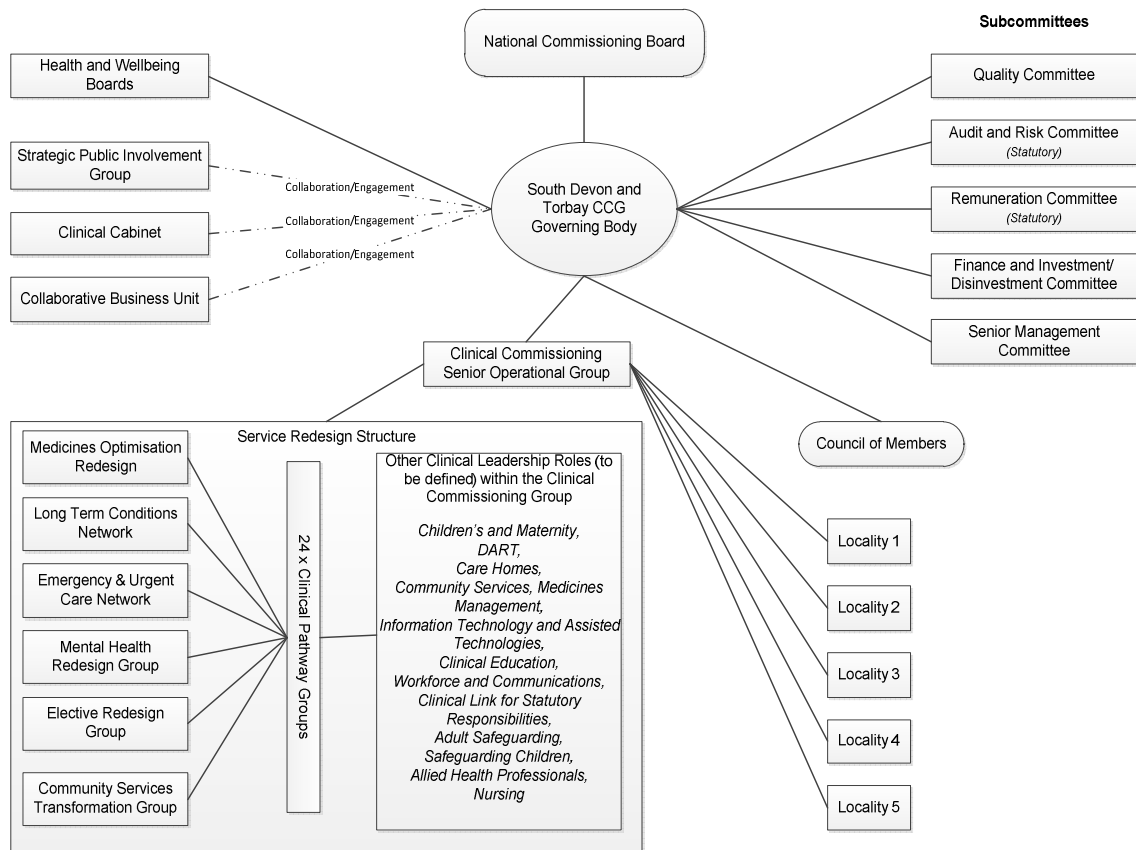 National Commissioning Board
Subcommittees
Health and Wellbeing
Boards
Strategic Public Involvement
Group
Clinical Cabinet
Collaborative Business Unit
Collaboration/Engagement
Collaboration/Engagement
Collaboration/Engagement
South Devon and
Torbay CCG
Governing Body
Quality Committee
Audit and Risk Committee
(Statutory)
Remuneration Committee
(Statutory)
Finance and Investment/
Disinvestment Committee
Senior Management
Committee
Clinical Commissioning
Senior Operational Group
Council of Members
Service Redesign Structure
Medicines Optimisation
Redesign
Long Term Conditions
Network
Emergency & Urgent
Care Network
Mental Health
Redesign Group
Elective Redesign
Group
Community Services
Transformation Group
24 x Clinical Pathway Groups
Other Clinical Leadership Roles (to
be defined) within the Clinical
Commissioning Group
Children's and Maternity,
DART,
Care Homes,
Community Services, Medicines
Management,
Information Technology and Assisted
Technologies,
Clinical Education,
Workforce and Communications,
Clinical Link for Statutory
Responsibilities,
Adult Safeguarding,
Safeguarding Children,
Allied Health Professionals,
Nursing
Locality 1
Locality 2
Locality 3
Locality 4
Locality 5